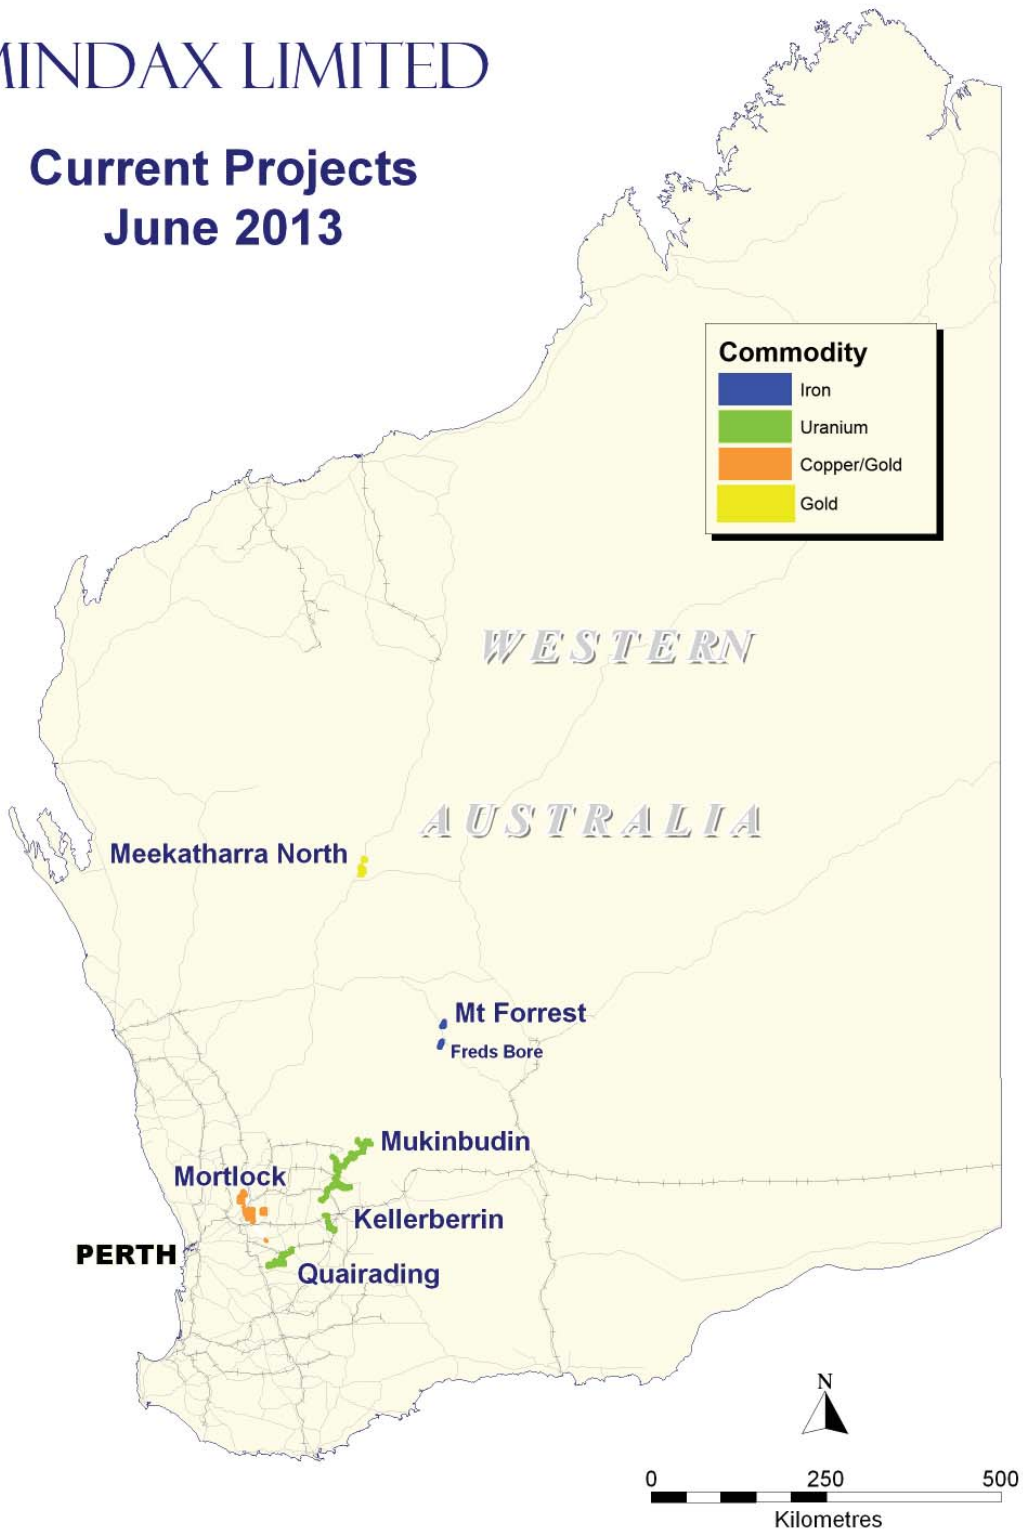 MINDAX LIMITED
Current Projects
June 2013
Commodity
Iron
Uranium
Copper/Gold
Gold
WESTERN
AUSTRALIA
Meekatharra North
Mt Forrest
Freds Bore
Mukinbudin
Mortlock
Kellerberrin
PERTH
Quairading
N
0 250 500
Kilometres